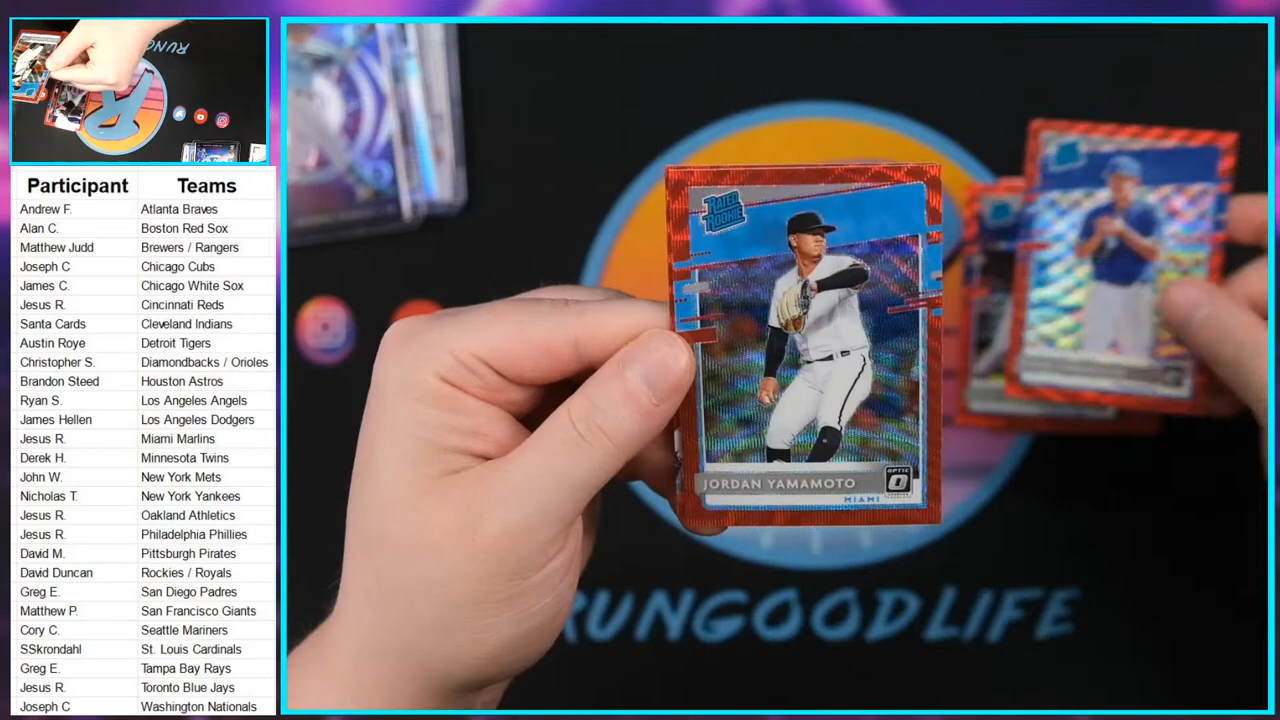 RUNG
Participant Teams
Andrew F. Atlanta Braves
Alan C. Boston Red Sox
Matthew Judd Brewers / Rangers
Joseph C Chicago Cubs
James C. Chicago White Sox
Jesus R. Cincinnati Reds
Santa Cards Cleveland Indians
Austin Roye Detroit Tigers
Christopher S. Diamondbacks / Orioles
Brandon Steed Houston Astros
Ryan S. Los Angeles Angels
James Hellen Los Angeles Dodgers
Jesus R. Miami Marlins
Derek H. Minnesota Twins
John W. New York Mets
Nicholas T. New York Yankees
Jesus R. Oakland Athletics
Jesus R. Philadelphia Phillies
David M. Pittsburgh Pirates
David Duncan Rockies / Royals
Greg E. San Diego Padres
Matthew P. San Francisco Giants
Cory C. Seattle Mariners
SSkrondahl St. Louis Cardinals
Greg E. Tampa Bay Rays
Jesus R. Toronto Blue Jays
Joseph C Washington Nationals
RATED
ROOKIE
JORDAN YAMAMOTO
OPTIC
MIAMI
RUNGOODLIFE